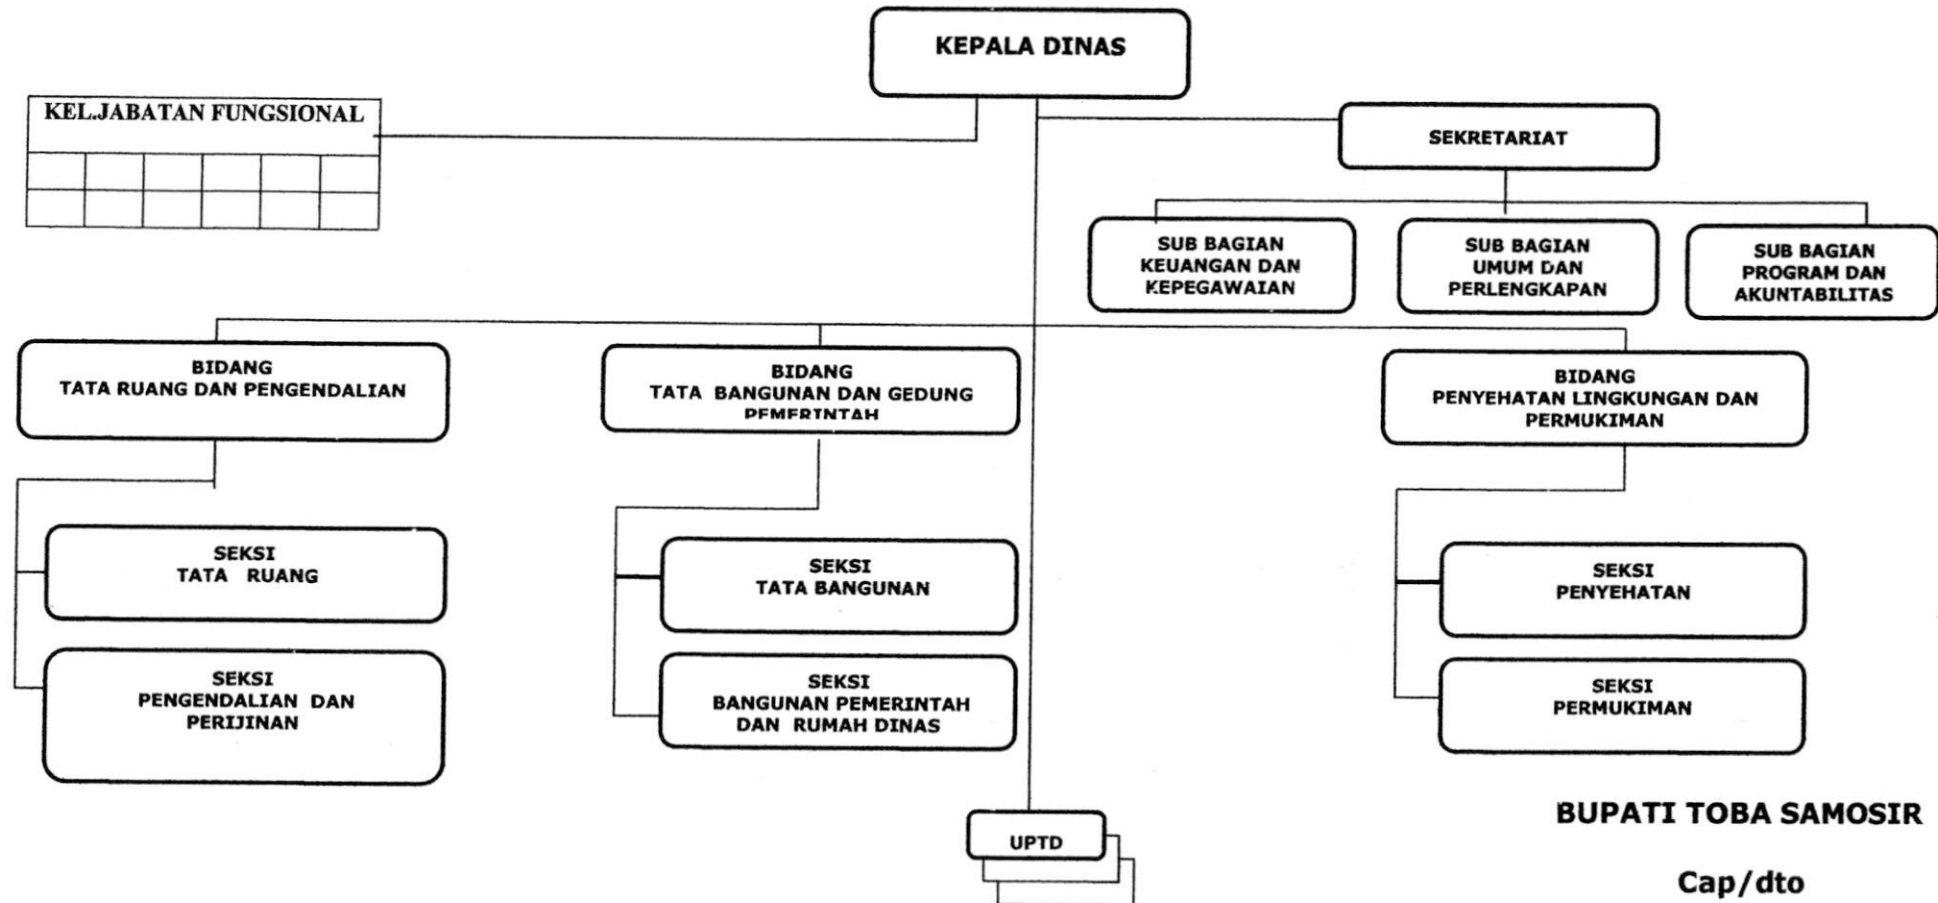 KEPALA DINAS
KEL.JABATAN FUNGSIONAL
SEKRETARIAT
SUB BAGIAN
KEUANGAN DAN
KEPEGAWAIAN
SUB BAGIAN
UMUM DAN
PERLENGKAPAN
SUB BAGIAN
PROGRAM DAN
AKUNTABILITAS
BIDANG
TATA RUANG DAN PENGENDALIAN
BIDANG
TATA BANGUNAN DAN GEDUNG
PEMERINTAH
BIDANG
PENYEHATAN LINGKUNGAN DAN
PERMUKIMAN
SEKSI
TATA RUANG
SEKSI
TATA BANGUNAN
SEKSI
PENYEHATAN
SEKSI
PENGENDALIAN DAN
PERIJINAN
SEKSI
BANGUNAN PEMERINTAH
DAN RUMAH DINAS
SEKSI
PERMUKIMAN
UPTD
BUPATI TOBA SAMOSIR
Cap/dto